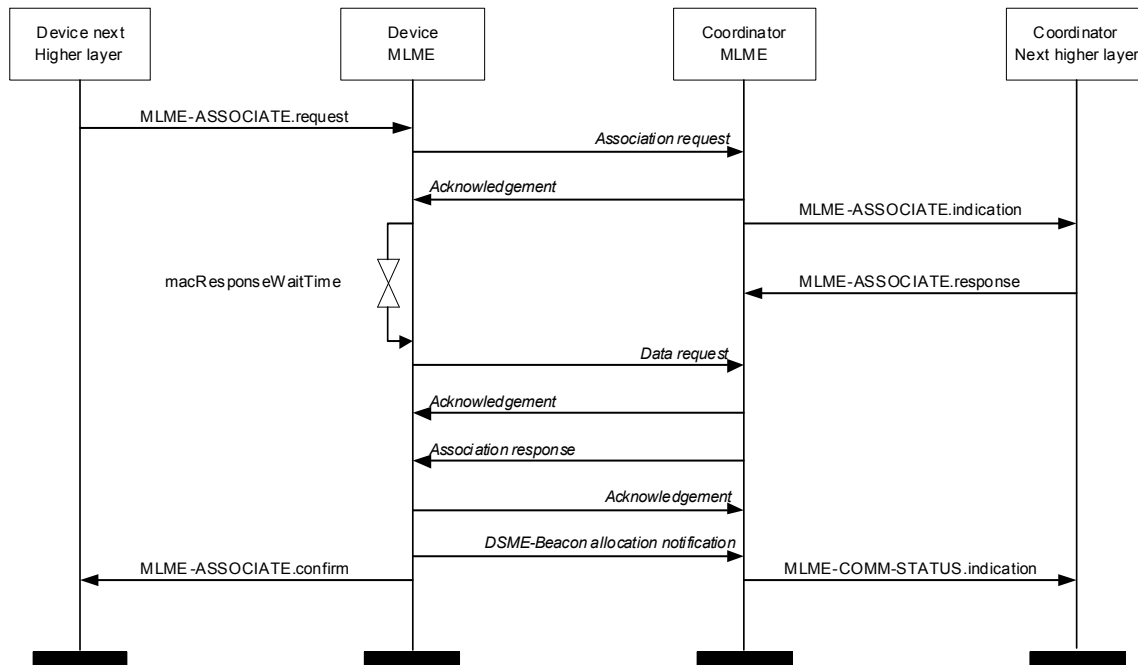 Device next
Higher layer
Device
MLME
Coordinator
MLME
Coordinator
Next higher layer
MLME-ASSOCIATE.request
Association request
Acknowledgement
MLME-ASSOCIATE.indication
macResponseWaitTime
MLME-ASSOCIATE.response
Data request
Acknowledgement
Association response
Acknowledgement
DSME-Beacon allocation notification
MLME-ASSOCIATE.confirm
MLME-COMM-STATUS.indication